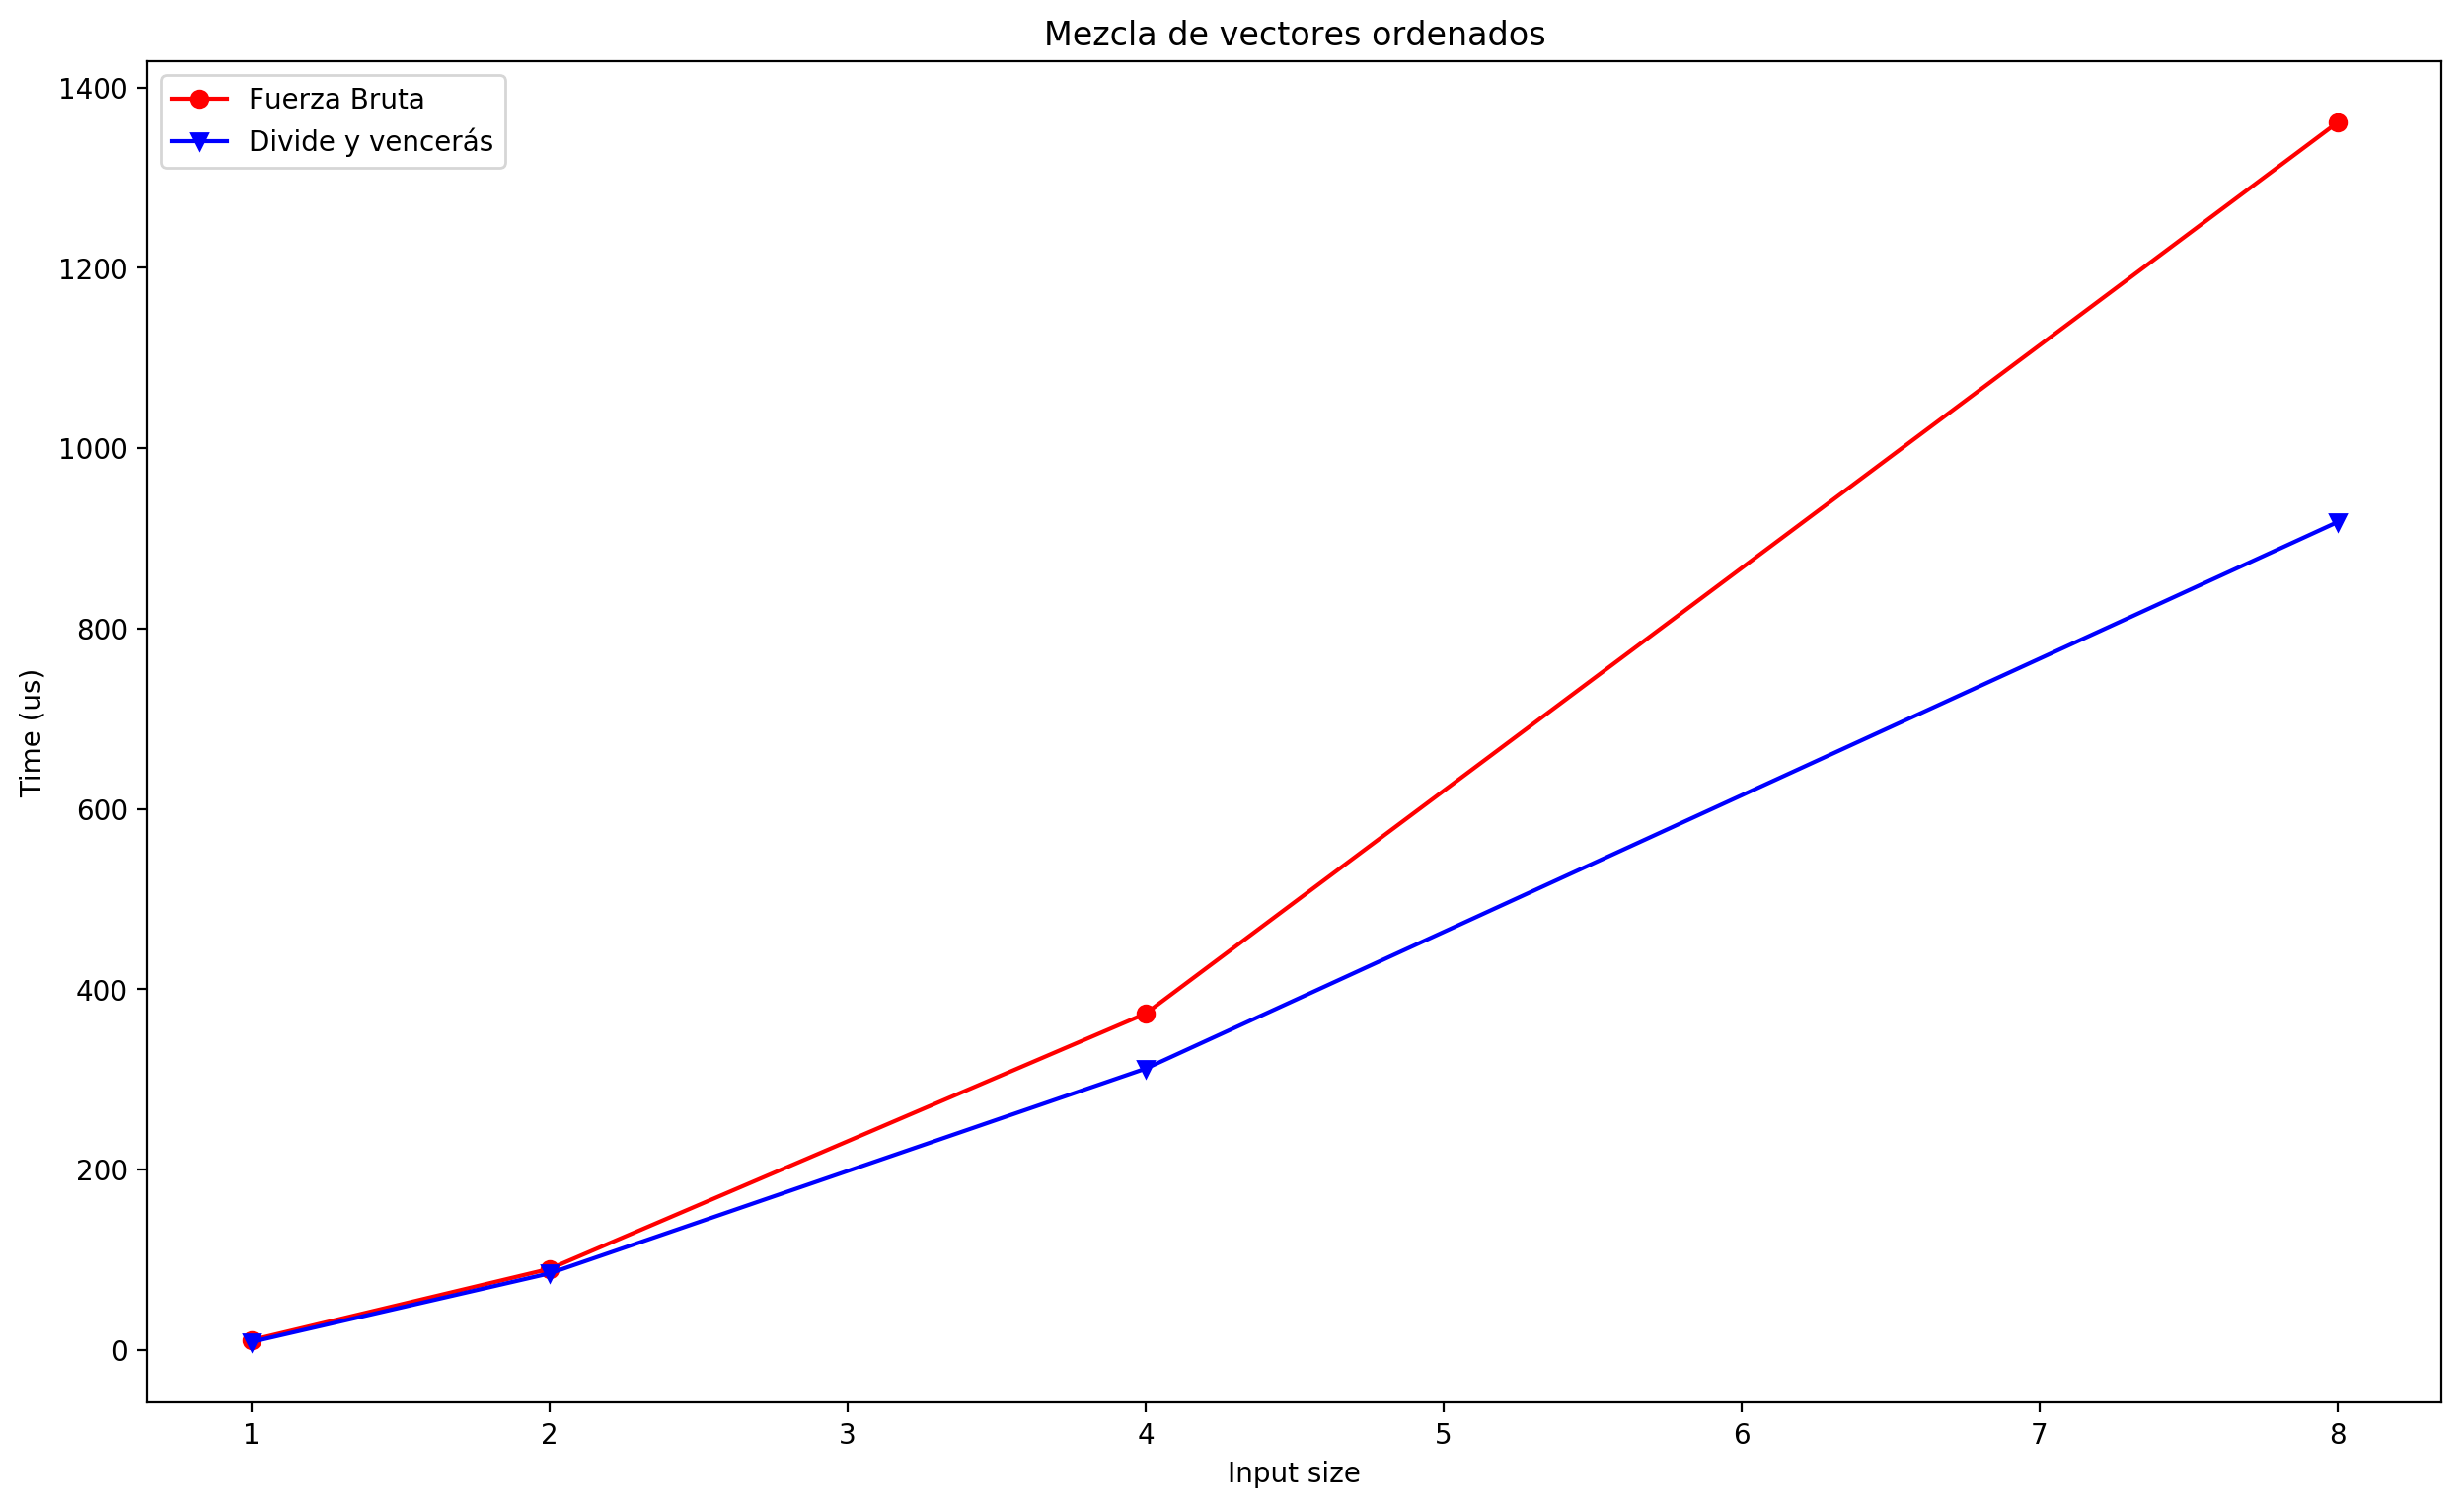 Mezcla de vectores ordenados
Fuerza Bruta
Divide y vencerás
1400
1200
1000
800
600
400
200
0
Time (us)
1 2 3 4 5 6 7 8
Input size